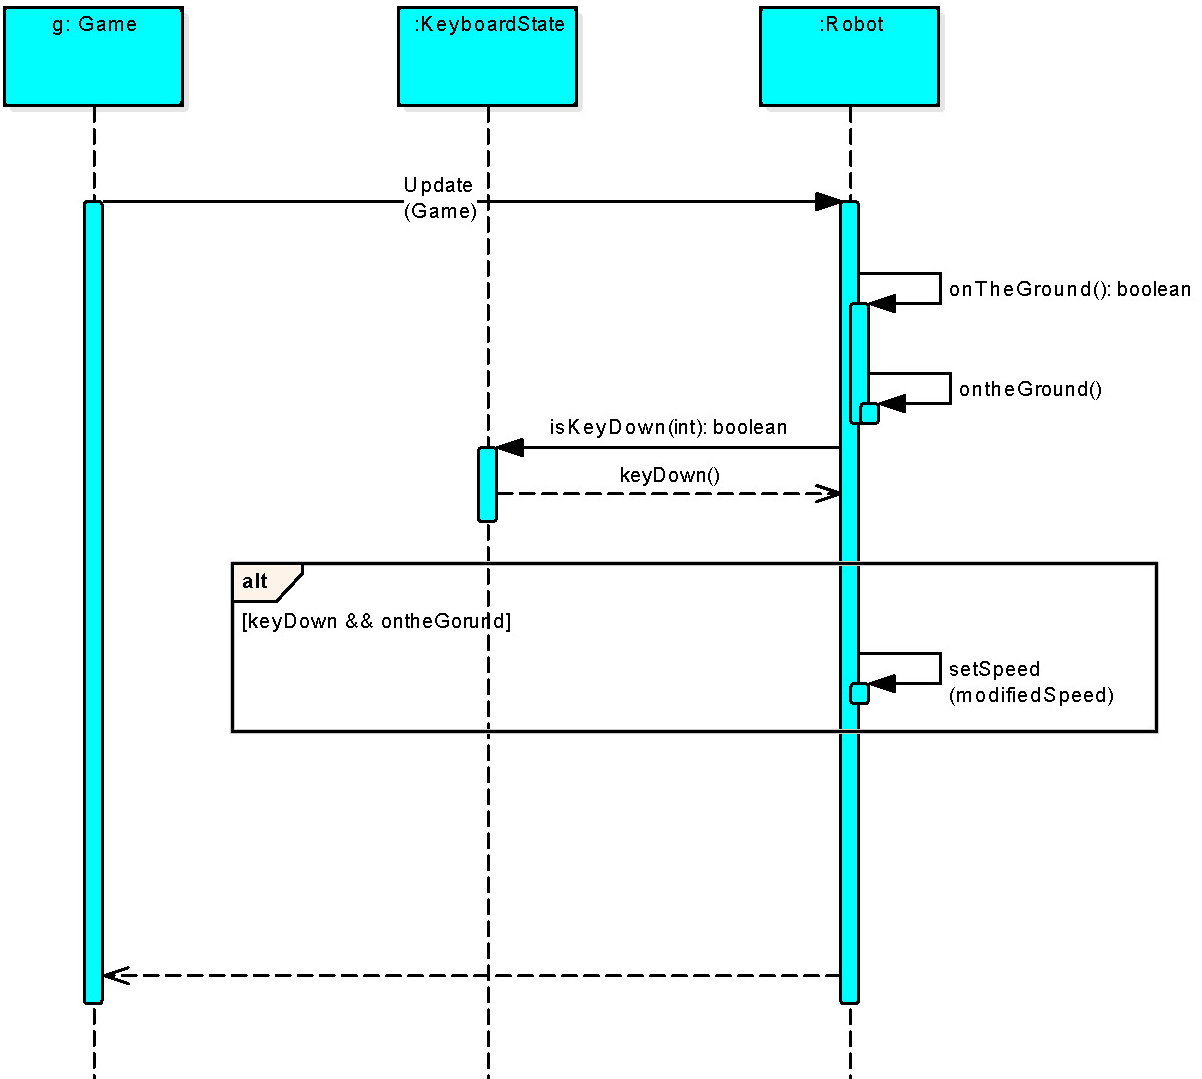 g: Game
:KeyboardState
:Robot
Update
(Game)
onTheGround(): boolean
ontheGround()
isKeyDown(int): boolean
keyDown()
alt
[keyDown && ontheGorund]
setSpeed
(modifiedSpeed)